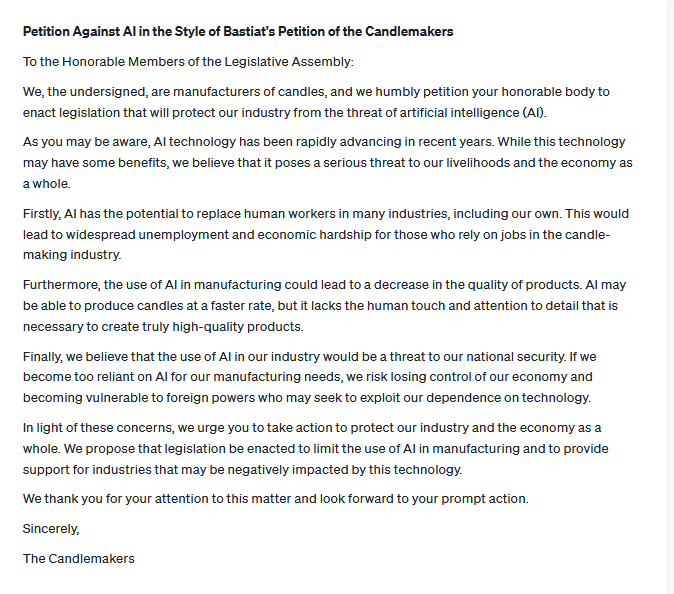 Petition Against AI in the Style of Bastiat's Petition of the Candlemakers
To the Honorable Members of the Legislative Assembly:
We, the undersigned, are manufacturers of candles, and we humbly petition your honorable body to
enact legislation that will protect our industry from the threat of artificial intelligence (AI).
As you may be aware, AI technology has been rapidly advancing in recent years. While this technology
may have some benefits, we believe that it poses a serious threat to our livelihoods and the economy as
a whole.
Firstly, AI has the potential to replace human workers in many industries, including our own. This would
lead to widespread unemployment and economic hardship for those who rely on jobs in the candle-
making industry.
Furthermore, the use of AI in manufacturing could lead to a decrease in the quality of products. AI may
be able to produce candles at a faster rate, but it lacks the human touch and attention to detail that is
necessary to create truly high-quality products.
Finally, we believe that the use of AI in our industry would be a threat to our national security. If we
become too reliant on AI for our manufacturing needs, we risk losing control of our economy and
becoming vulnerable to foreign powers who may seek to exploit our dependence on technology.
In light of these concerns, we urge you to take action to protect our industry and the economy as a
whole. We propose that legislation be enacted to limit the use of AI in manufacturing and to provide
support for industries that may be negatively impacted by this technology.
We thank you for your attention to this matter and look forward to your prompt action.
Sincerely,
The Candlemakers